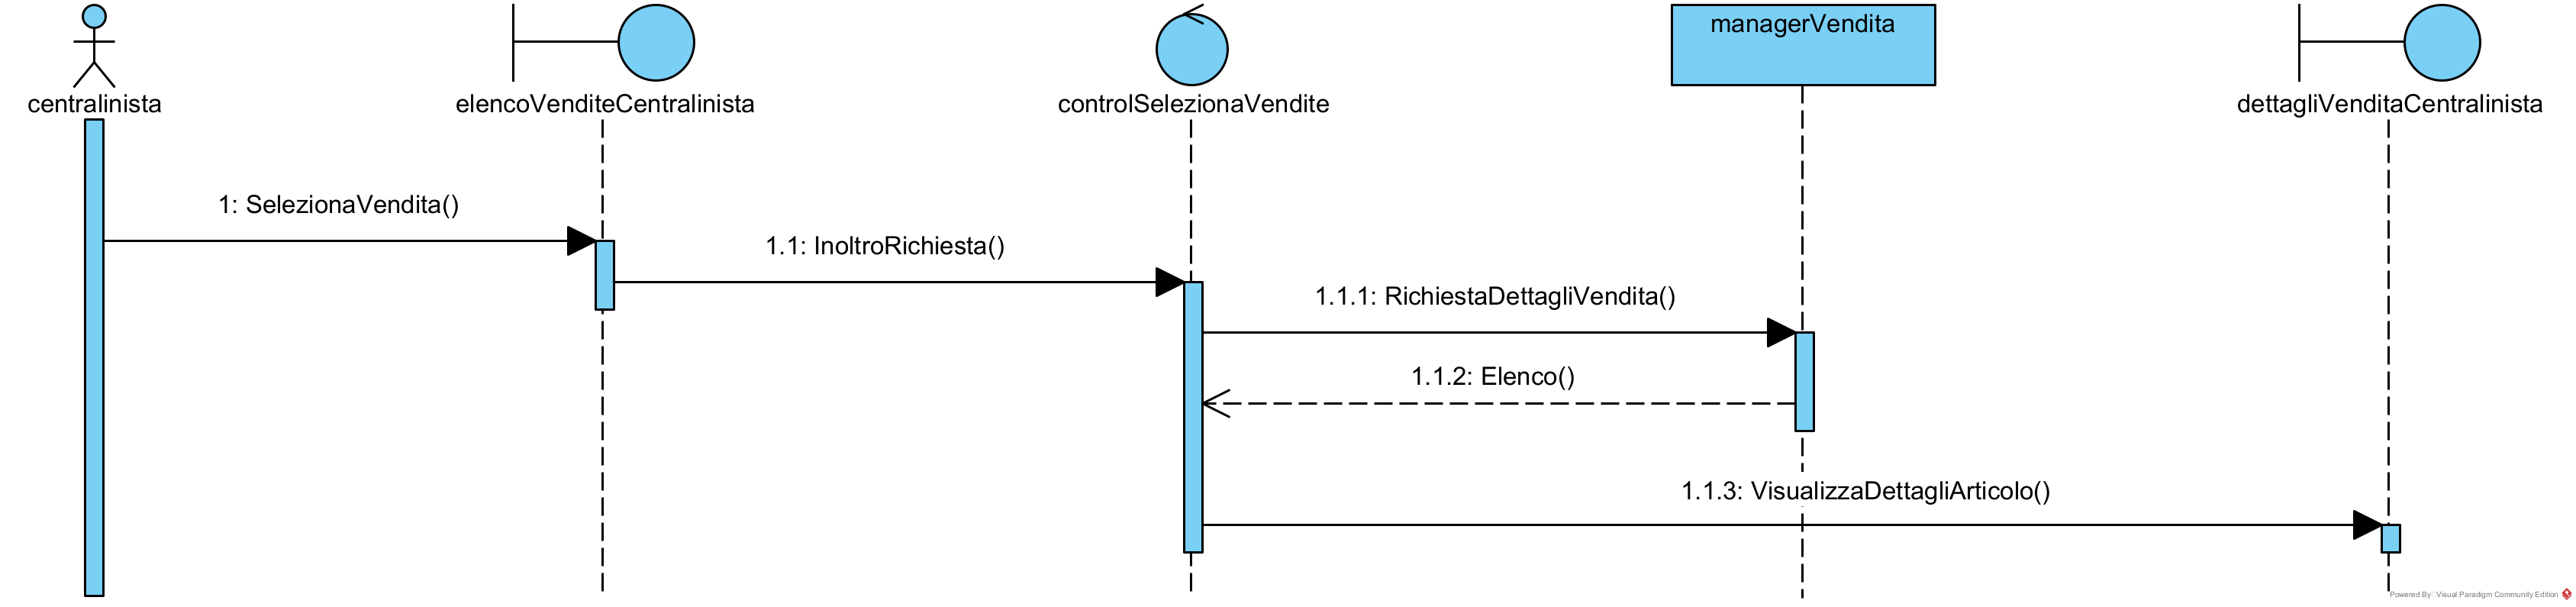 centralinista
elencoVenditeCentralinista
controlSelezionaVendite
managerVendita
dettagliVenditaCentralinista
1: SelezionaVendita()
1.1: InoltroRichiesta()
1.1.1: RichiestaDettagliVendita()
1.1.2: Elenco()
1.1.3: VisualizzaDettagliArticolo()
Powered By Visual Paradigm Community Edition